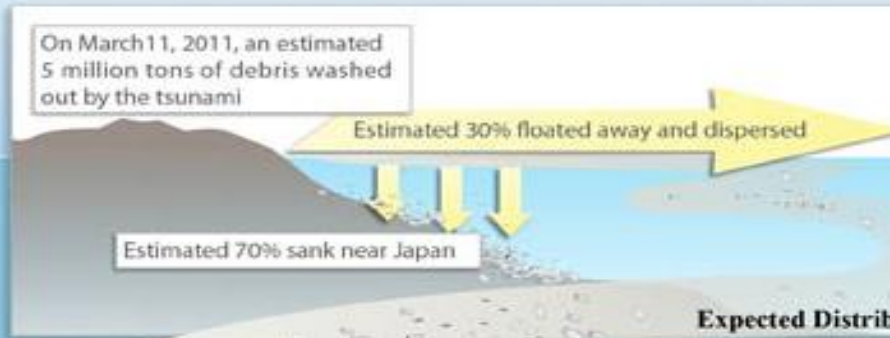 On March11, 2011, an estimated
5 million tons of debris washed
out by the tsunami
Estimated 30% floated away and dispersed
Estimated 70% sank near Japan
Expected Distrib